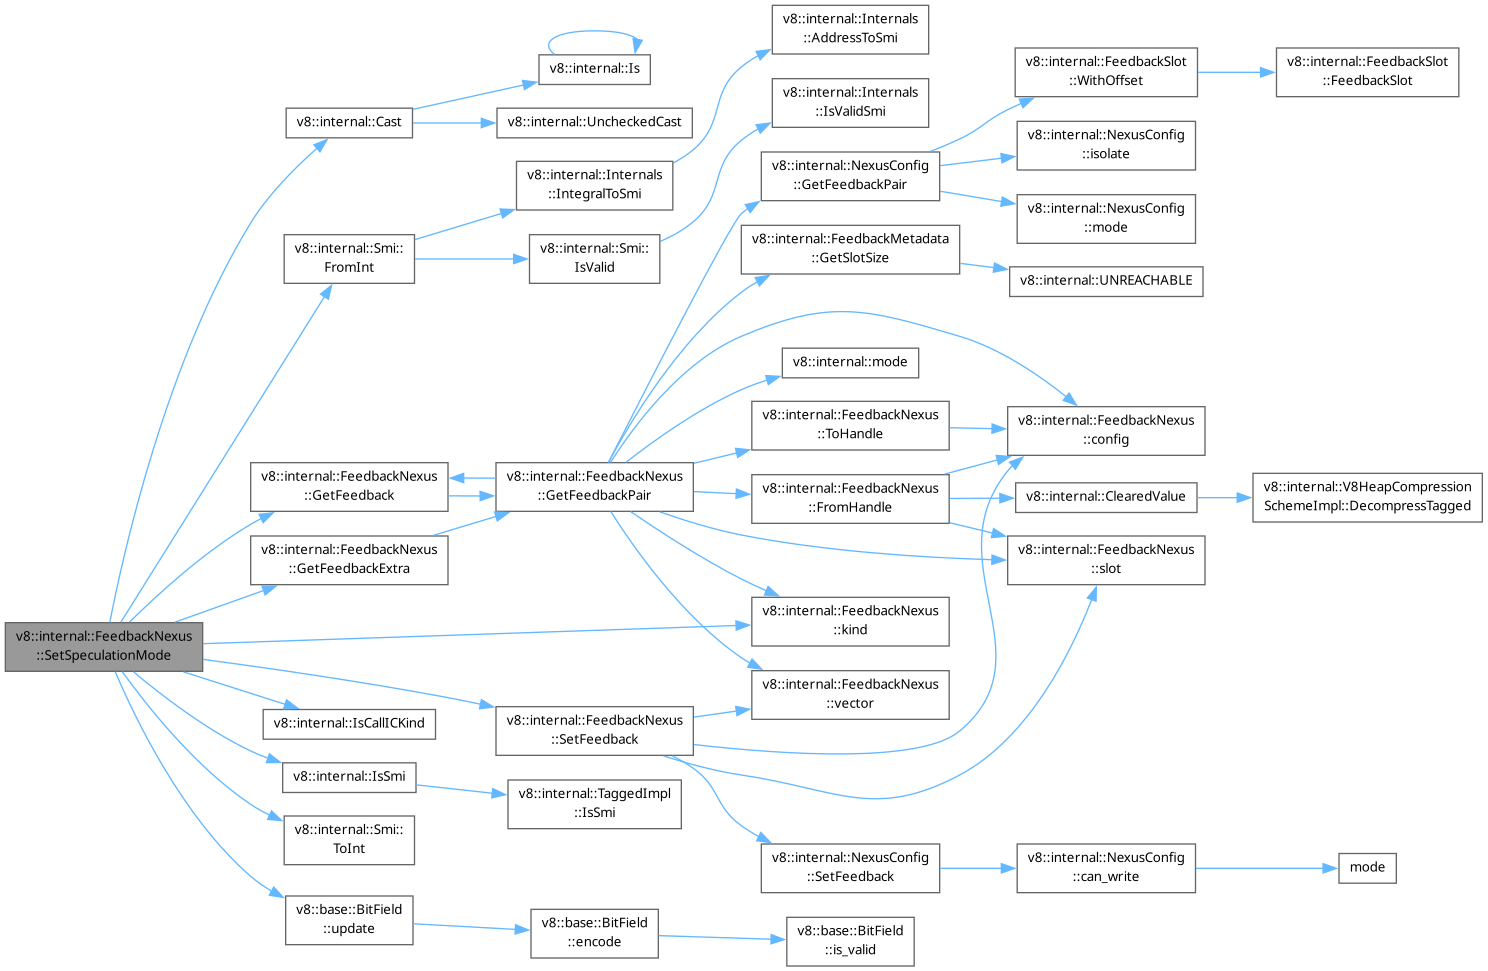 v8::internal::FeedbackNexus
::SetSpeculationMode
v8::internal::Cast
v8::internal::Is
v8::internal::UncheckedCast
v8::internal::Smi::
FromInt
v8::internal::Internals
::IntegralToSmi
v8::internal::Internals
::AddressToSmi
v8::internal::Smi::
IsValid
v8::internal::Internals
::IsValidSmi
v8::internal::FeedbackNexus
::GetFeedback
v8::internal::FeedbackNexus
::GetFeedbackPair
v8::internal::NexusConfig
::GetFeedbackPair
v8::internal::FeedbackSlot
::WithOffset
v8::internal::FeedbackSlot
::FeedbackSlot
v8::internal::NexusConfig
::isolate
v8::internal::NexusConfig
::mode
v8::internal::FeedbackMetadata
::GetSlotSize
v8::internal::UNREACHABLE
v8::internal::mode
v8::internal::FeedbackNexus
::ToHandle
v8::internal::FeedbackNexus
::config
v8::internal::FeedbackNexus
::FromHandle
v8::internal::ClearedValue
v8::internal::V8HeapCompression
SchemeImpl::DecompressTagged
v8::internal::FeedbackNexus
::slot
v8::internal::FeedbackNexus
::GetFeedbackExtra
v8::internal::FeedbackNexus
::kind
v8::internal::FeedbackNexus
::vector
v8::internal::IsCallICKind
v8::internal::FeedbackNexus
::SetFeedback
v8::internal::IsSmi
v8::internal::TaggedImpl
::IsSmi
v8::internal::Smi::
ToInt
v8::internal::NexusConfig
::SetFeedback
v8::internal::NexusConfig
::can_write
mode
v8::base::BitField
::update
v8::base::BitField
::encode
v8::base::BitField
::is_valid